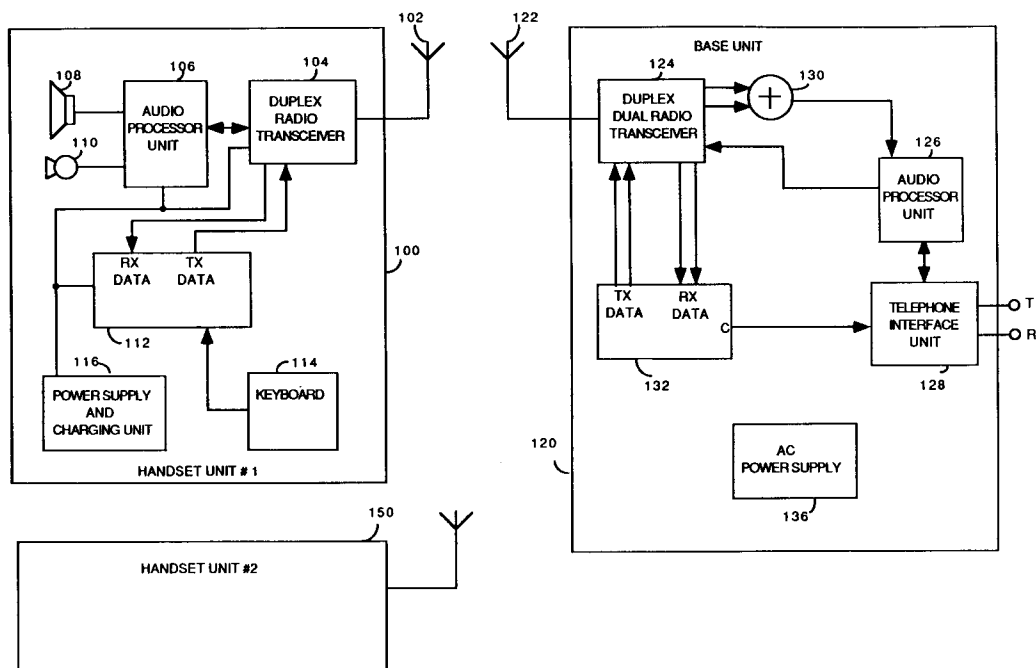 102
122
110
108
106
104
AUDIO
PROCESSOR
UNIT
DUPLEX
RADIO
TRANSCEIVER
110
RX
DATA
TX
DATA
100
112
116
POWER SUPPLY
AND
CHARGING UNIT
114
KEYBOARD
HANDSET UNIT # 1
BASE UNIT
124
DUPLEX
DUAL RADIO
TRANSCEIVER
130
126
AUDIO
PROCESSOR
UNIT
TX
DATA
RX
DATA
C
132
TELEPHONE
INTERFACE
UNIT
T
R
128
120
AC
POWER SUPPLY
136
150
HANDSET UNIT #2